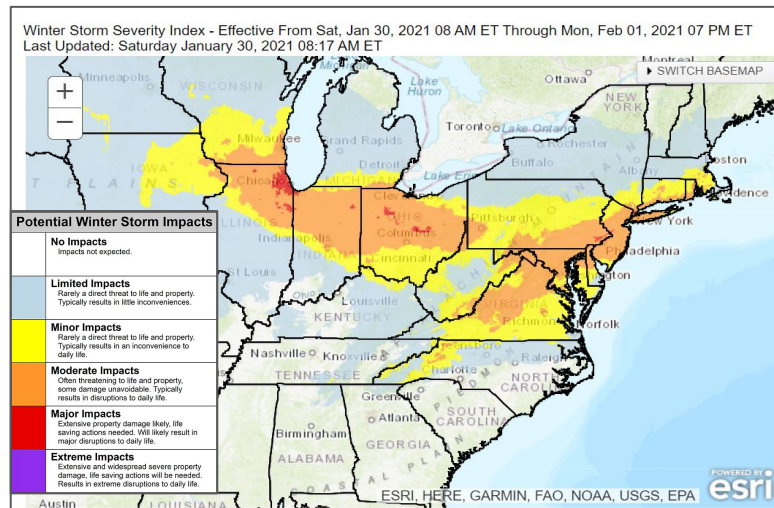 Winter Storm Severity Index - Effective From Sat, Jan 30, 2021 08 AM ET Through Mon, Feb 01, 2021 07 PM ET
Last Updated: Saturday January 30, 2021 08:17 AM ET
Montreal
SWITCH BASEMAP
Minneapolis
WISCONSIN
Lake
Huron
Ottawa
NEW
YORK
+
−
Toronto
Lake Ontario
Milwaukee
Grand Rapids
Rochester
Buffalo
Albany
Boston
IOWA
Detroit
Chicago
MICHIGAN
Lake Erie
Providence
T PLAINS
Cleveland
New York
Potential Winter Storm Impacts
ILLINOIS
OHIO
Pittsburgh
Philadelphia
No Impacts
Impacts not expected.
Indianapolis
Columbus
INDIANA
Cincinnati
Limited Impacts
Rarely a direct threat to life and property.
Typically results in little inconveniences.
St Louis
Ohio
Louisville
KENTUCKY
VIRGINIA
Richmond
Norfolk
Minor Impacts
Rarely a direct threat to life and property.
Typically results in an inconvenience to
daily life.
Nashville
Knoxville
TENNESSEE
Greensboro
Raleigh
Charlotte
NORTH
CAROLINA
Moderate Impacts
Often threatening to life and property,
some damage unavoidable. Typically
results in disruptions to daily life.
Greenville
PIEDMONT
SOUTH
CAROLINA
Atlanta
Major Impacts
Extensive property damage likely, life
saving actions needed. Will likely result in
major disruptions to daily life.
Birmingham
ALABAMA
GEORGIA
Extreme Impacts
Extensive and widespread severe property
damage, life saving actions will be needed.
Results in extreme disruptions to daily life.
COASTAL PLAIN
Austin
LOUISIANA
ESRI, HERE, GARMIN, FAO, NOAA, USGS, EPA
POWERED BY
esri